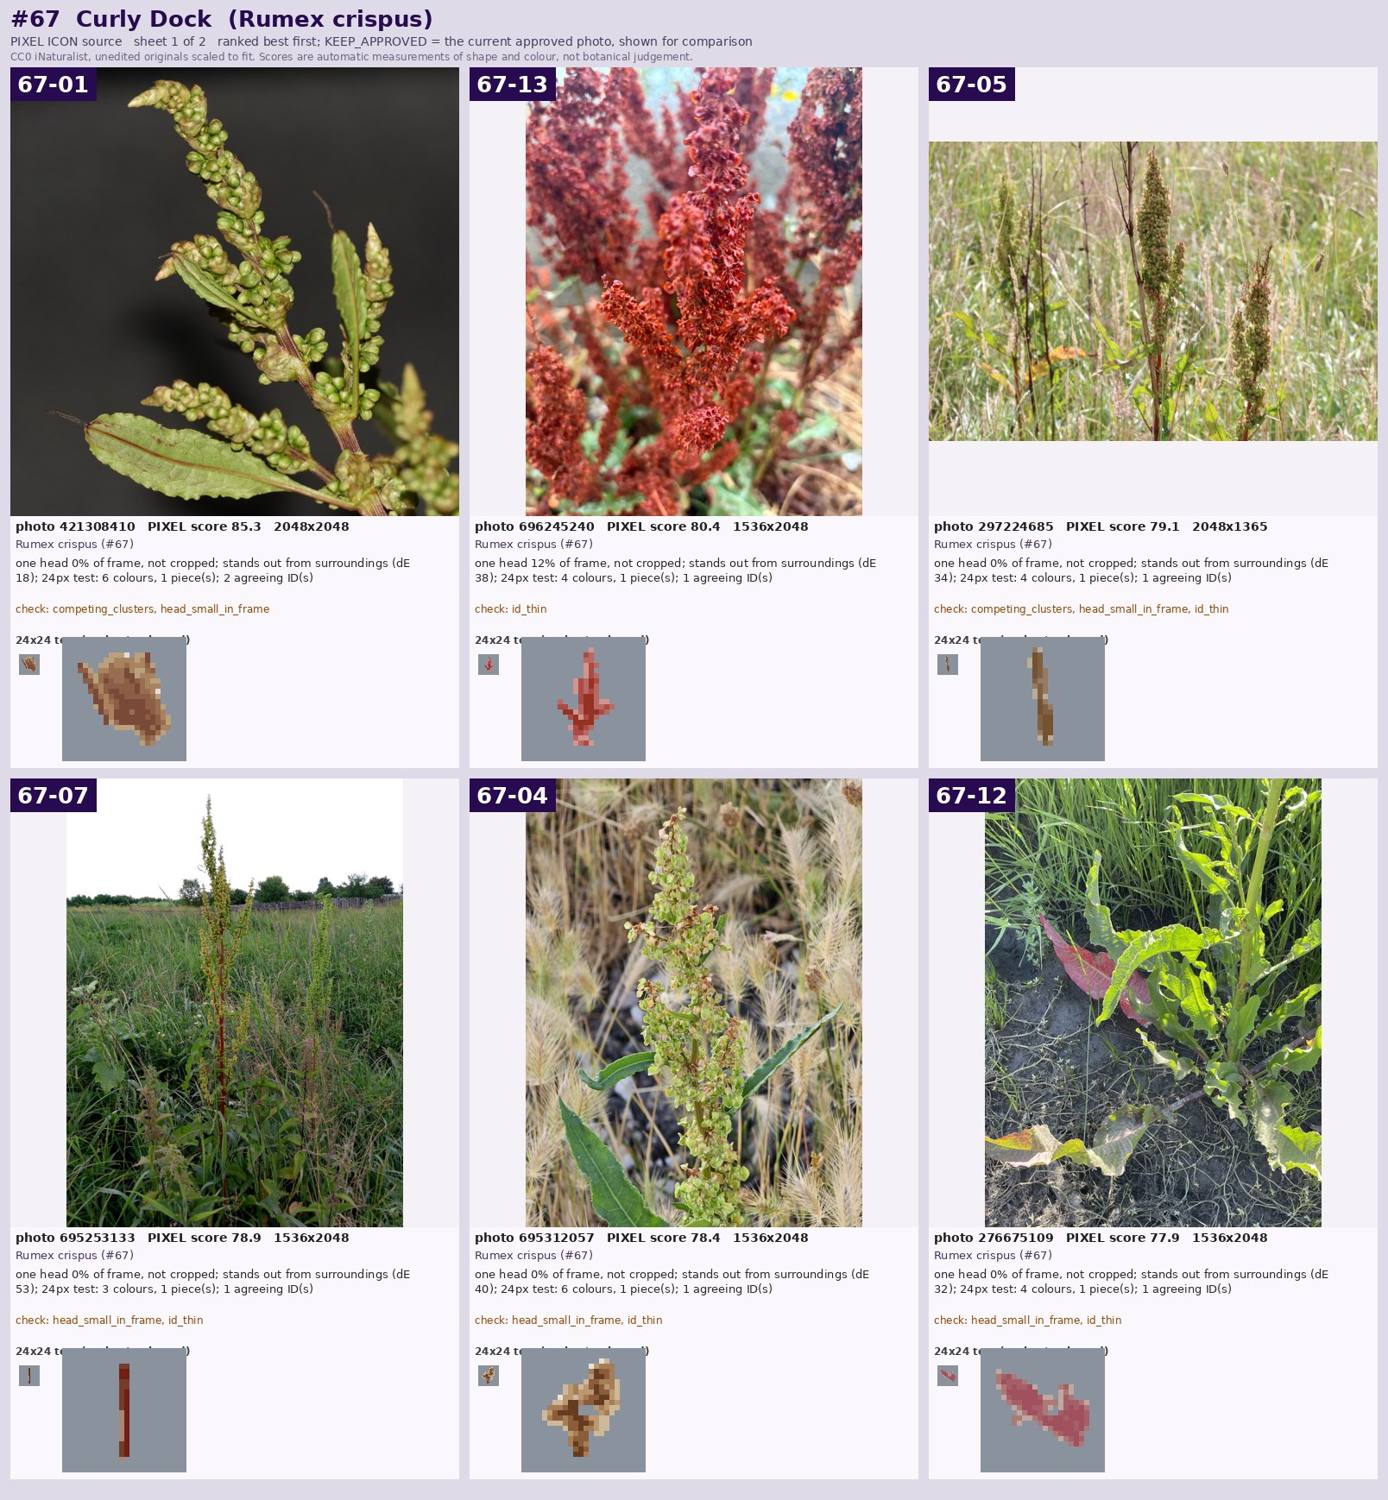 #67 Curly Dock (Rumex crispus)
PIXEL ICON source sheet 1 of 2 ranked best first; KEEP_APPROVED = the current approved photo, shown for comparison
CC0 iNaturalist, unedited originals scaled to fit. Scores are automatic measurements of shape and colour, not botanical judgement.
67-01
photo 421308410 PIXEL score 85.3 2048x2048
Rumex crispus (#67)
one head 0% of frame, not cropped; stands out from surroundings (dE
18); 24px test: 6 colours, 1 piece(s); 2 agreeing ID(s)
check: competing_clusters, head_small_in_frame
24x24
67-13
photo 696245240 PIXEL score 80.4 1536x2048
Rumex crispus (#67)
one head 12% of frame, not cropped; stands out from surroundings (dE
38); 24px test: 4 colours, 1 piece(s); 1 agreeing ID(s)
check: id_thin
24x24
67-05
photo 297224685 PIXEL score 79.1 2048x1365
Rumex crispus (#67)
one head 0% of frame, not cropped; stands out from surroundings (dE
34); 24px test: 4 colours, 1 piece(s); 1 agreeing ID(s)
check: competing_clusters, head_small_in_frame, id_thin
24x24
67-07
photo 695253133 PIXEL score 78.9 1536x2048
Rumex crispus (#67)
one head 0% of frame, not cropped; stands out from surroundings (dE
53); 24px test: 3 colours, 1 piece(s); 1 agreeing ID(s)
check: head_small_in_frame, id_thin
24x24
67-04
photo 695312057 PIXEL score 78.4 1536x2048
Rumex crispus (#67)
one head 0% of frame, not cropped; stands out from surroundings (dE
40); 24px test: 6 colours, 1 piece(s); 1 agreeing ID(s)
check: head_small_in_frame, id_thin
24x24
67-12
photo 276675109 PIXEL score 77.9 1536x2048
Rumex crispus (#67)
one head 0% of frame, not cropped; stands out from surroundings (dE
32); 24px test: 4 colours, 1 piece(s); 1 agreeing ID(s)
check: head_small_in_frame, id_thin
24x24